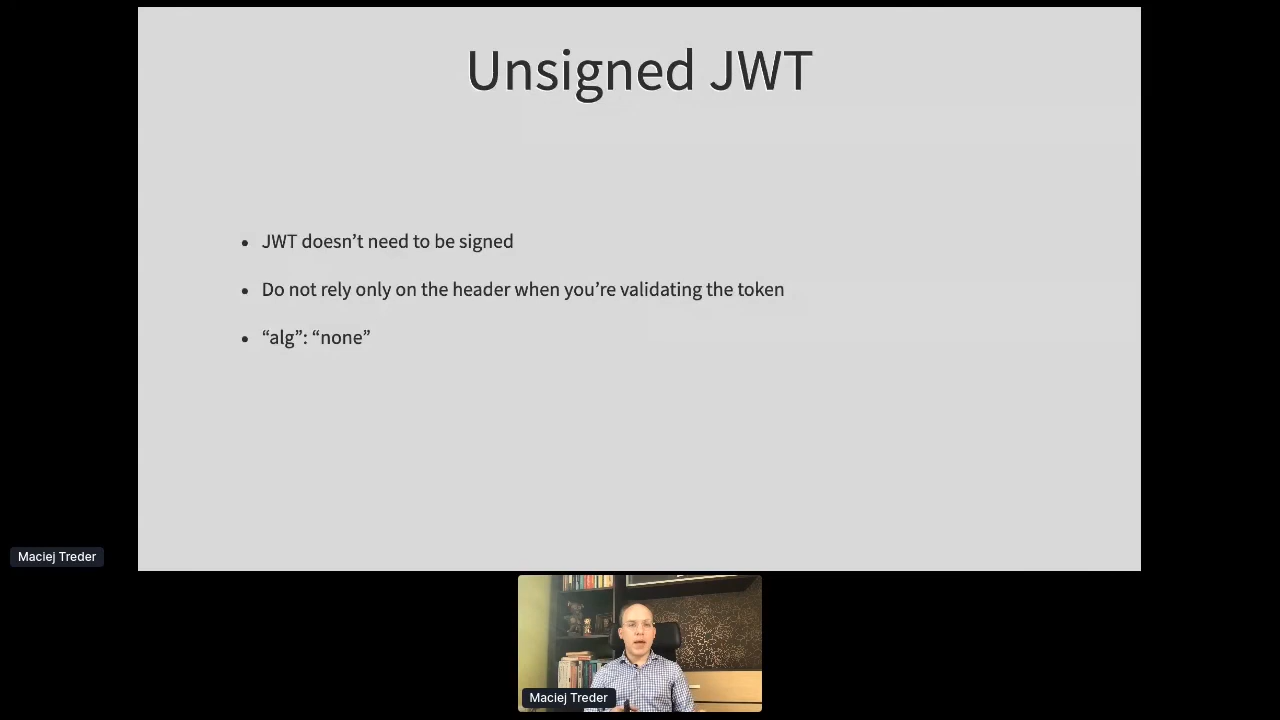 Unsigned JWT
• JWT doesn’t need to be signed
• Do not rely only on the header when you’re validating the token
• “alg”: “none”
Maciej Treder
Maciej Treder